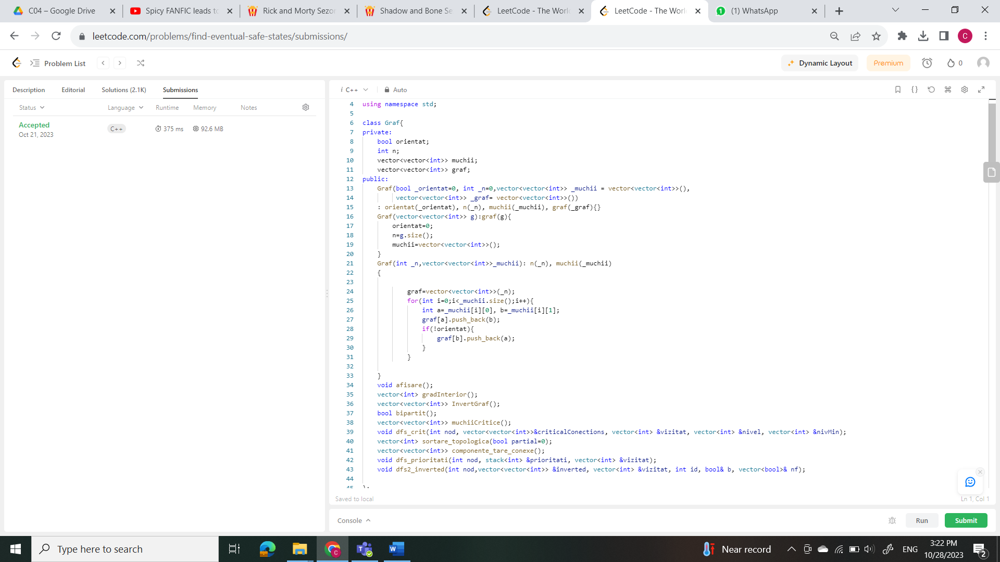 C04 – Google Drive
Spicy FANFIC leads to
Rick and Morty Sezon
Shadow and Bone Se
LeetCode - The World
LeetCode - The World
(1) WhatsApp
leetcode.com/problems/find-eventual-safe-states/submissions/
C
Problem List
Dynamic Layout
Premium
0
Description
Editorial
Solutions (2.1K)
Submissions
Status
Language
Runtime
Memory
Notes
Accepted
Oct 21, 2023
C++
375 ms
92.6 MB
i C++
Auto
4 using namespace std;
5
6 class Graf{
7 private:
8 bool orientat;
9 int n;
10 vector<vector<int>> muchii;
11 vector<vector<int>> graf;
12 public:
13 Graf(bool _orientat=0, int _n=0,vector<vector<int>> _muchii = vector<vector<int>>(),
14 vector<vector<int>> _graf= vector<vector<int>>())
15 : orientat(_orientat), n(_n), muchii(_muchii), graf(_graf){}
16 Graf(vector<vector<int>> g):graf(g){
17 orientat=0;
18 n=g.size();
19 muchii=vector<vector<int>>();
20 }
21 Graf(int _n,vector<vector<int>>_muchii): n(_n), muchii(_muchii)
22 {
23
24 graf=vector<vector<int>>(_n);
25 for(int i=0;i<_muchii.size();i++){
26 int a=_muchii[i][0], b=_muchii[i][1];
27 graf[a].push_back(b);
28 if(!orientat){
29 graf[b].push_back(a);
30 }
31 }
32
33 }
34 void afisare();
35 vector<int> gradInterior();
36 vector<vector<int>> InvertGraf();
37 bool bipartit();
38 vector<vector<int>> muchiiCritice();
39 void dfs_crit(int nod, vector<vector<int>>&criticalConections, vector<int> &vizitat, vector<int> &nivel, vector<int> &nivMin);
40 vector<int> sortare_topologica(bool partial=0);
41 vector<vector<int>> componente_tare_conexe();
42 void dfs_prioritati(int nod, stack<int> &prioritati, vector<int> &vizitat);
43 void dfs2_inverted(int nod,vector<vector<int>> &inverted, vector<int> &vizitat, int id, bool& b, vector<bool>& nf);
44
45 };
Saved to local
Ln 1, Col 1
Console
Run
Submit
Type here to search
Near record
ENG
3:22 PM
10/28/2023
2